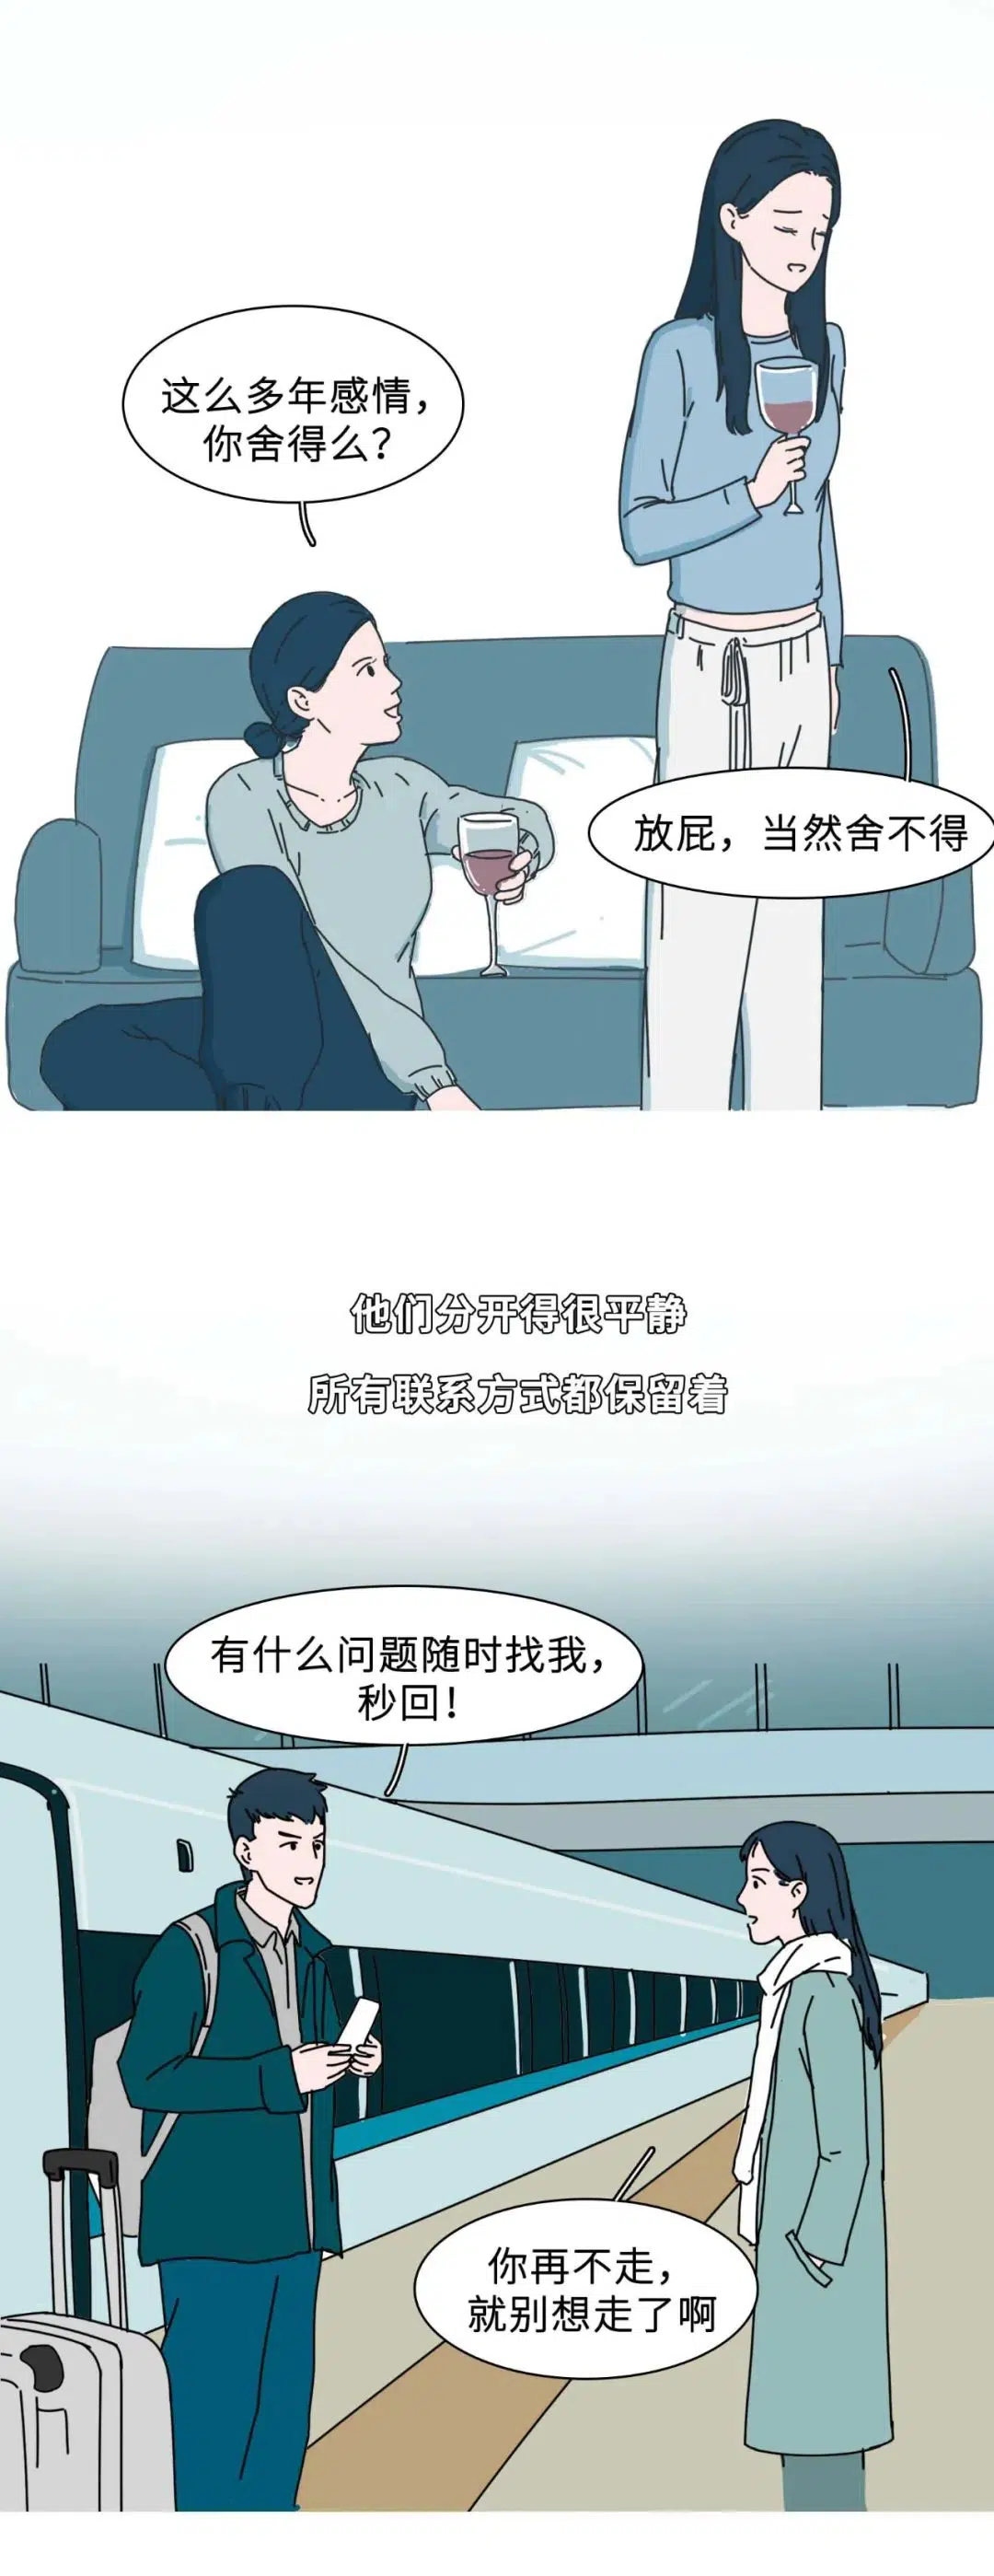 这么多年感情，
你舍得么？
放屁，当然舍不得
他们分开得很平静
所有联系方式都保留着
有什么问题随时找我，
秒回！
你再不走，
就别想走了啊